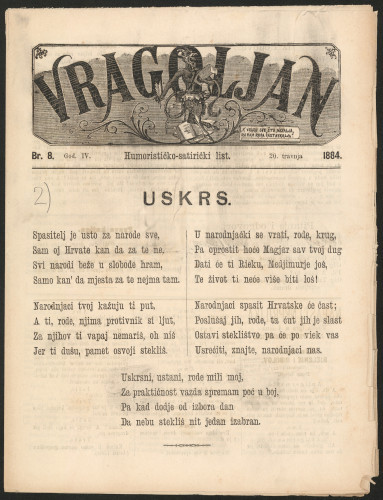 VRAGOLJAN
Br. 8. God. IV. Humorističko-satirički list. 20. travnja 1884.
2)
USKRS.
Spasitelj je usto za narode sve,
Sam oj Hrvate kan da za te ne,
Svi narodi beže u slobode hram,
Samo kan' da mjesta za te nejma tam.
Narodnjaci tvoj kažuju ti put,
A ti, rode, njima protivnik si ljut,
Za njihov ti vapaj nemariš, oh niš
Jer ti dušu, pamet osvoji stekliš.
U narodnjački se vrati, rode, krug,
Pa oprostit hoće Magjar sav tvoj dug
Dati će ti Rieku, Medjimurje još,
Te život ti neće više biti loš!
Narodnjaci spasit Hrvatske će čast;
Poslušaj jih, rode, ta čut jih je slast
Ostavi steklištvo pa će po viek vas
Usrećiti, znajte, narodnjaci nas.
Uskrsni, ustani, rode mili moj,
Za praktičnost vazda spremam poć u boj,
Pa kad dodje od izbora dan
Da nebu stekliš nit jedan izabran.